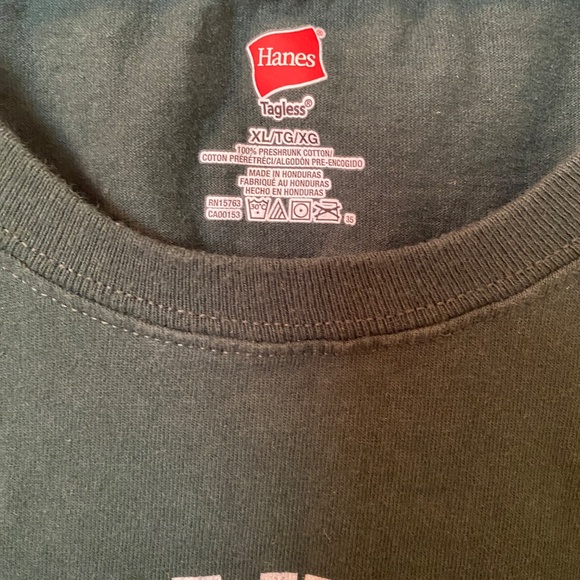 Hanes®
Tagless®
XL/TG/XG
100% PRESHRUNK COTTON/
COTON PRÉRÉTRÉCI/ALGODÓN PRE-ENCOGIDO
MADE IN HONDURAS
FABRIQUÉ AU HONDURAS
HECHO EN HONDURAS
RN15763
CA00153
30°C
35